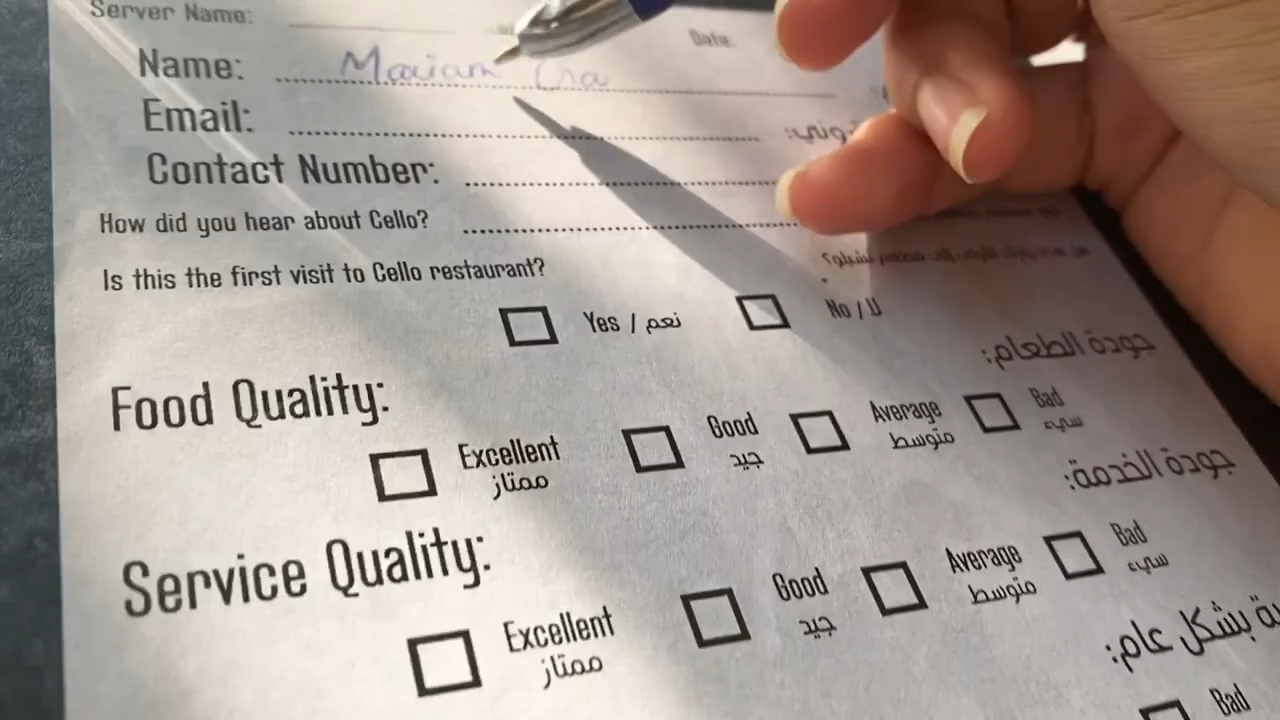 Server Name:
Date:
Name: Mariam
Email:
Contact Number:
How did you hear about Cello?
Is this the first visit to Cello restaurant?
Yes / نعم No / لا
جودة الطعام:
Food Quality:
Excellent Good Average Bad
ممتاز جيد متوسط سيء
جودة الخدمة:
Service Quality:
Excellent Good Average Bad
ممتاز جيد متوسط سيء
بشكل عام:
Bad